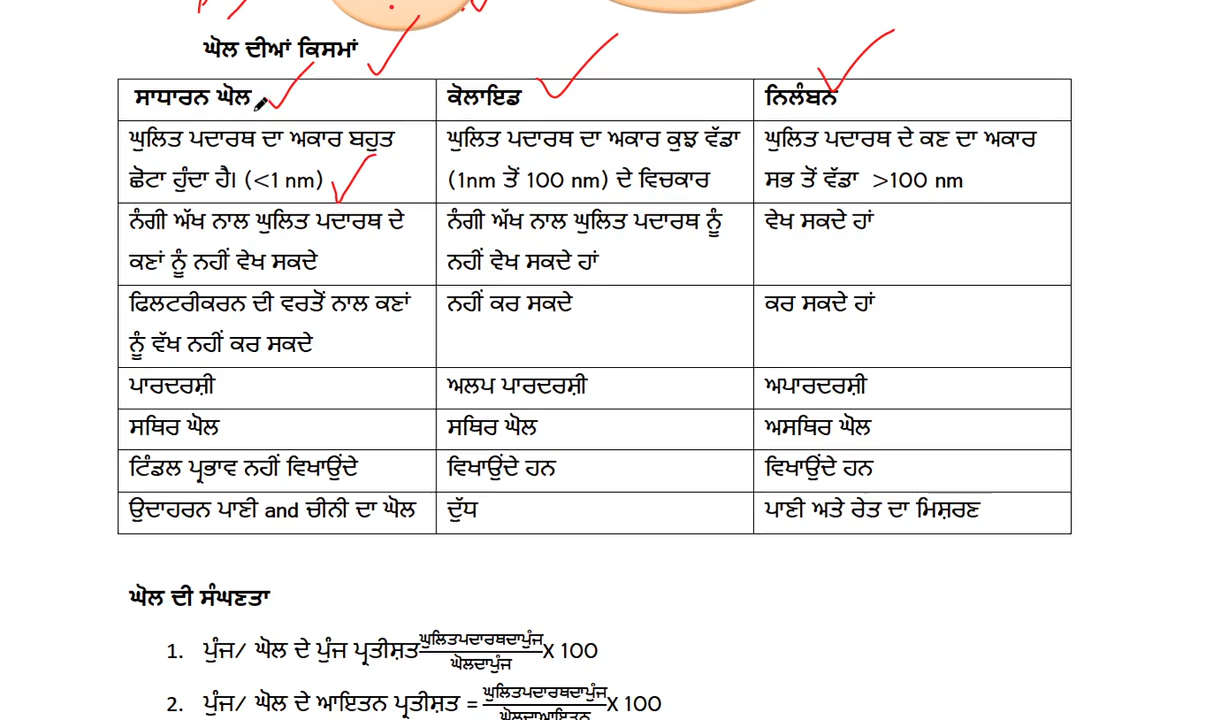 ਘੋਲ ਦੀਆਂ ਕਿਸਮਾਂ
ਸਾਧਾਰਨ ਘੋਲ
ਕੋਲਾਇਡ
ਨਿਲੰਬਨ
ਘੁਲਿਤ ਪਦਾਰਥ ਦਾ ਅਕਾਰ ਬਹੁਤ
ਛੋਟਾ ਹੁੰਦਾ ਹੈ। (<1 nm)
ਘੁਲਿਤ ਪਦਾਰਥ ਦਾ ਅਕਾਰ ਕੁਝ ਵੱਡਾ
(1nm ਤੋਂ 100 nm) ਦੇ ਵਿਚਕਾਰ
ਘੁਲਿਤ ਪਦਾਰਥ ਦੇ ਕਣ ਦਾ ਅਕਾਰ
ਸਭ ਤੋਂ ਵੱਡਾ >100 nm
ਨੰਗੀ ਅੱਖ ਨਾਲ ਘੁਲਿਤ ਪਦਾਰਥ ਦੇ
ਕਣਾਂ ਨੂੰ ਨਹੀਂ ਵੇਖ ਸਕਦੇ
ਨੰਗੀ ਅੱਖ ਨਾਲ ਘੁਲਿਤ ਪਦਾਰਥ ਨੂੰ
ਨਹੀਂ ਵੇਖ ਸਕਦੇ ਹਾਂ
ਵੇਖ ਸਕਦੇ ਹਾਂ
ਫਿਲਟਰੀਕਰਨ ਦੀ ਵਰਤੋਂ ਨਾਲ ਕਣਾਂ
ਨੂੰ ਵੱਖ ਨਹੀਂ ਕਰ ਸਕਦੇ
ਨਹੀਂ ਕਰ ਸਕਦੇ
ਕਰ ਸਕਦੇ ਹਾਂ
ਪਾਰਦਰਸ਼ੀ
ਅਲਪ ਪਾਰਦਰਸ਼ੀ
ਅਪਾਰਦਰਸ਼ੀ
ਸਥਿਰ ਘੋਲ
ਸਥਿਰ ਘੋਲ
ਅਸਥਿਰ ਘੋਲ
ਟਿੰਡਲ ਪ੍ਰਭਾਵ ਨਹੀਂ ਵਿਖਾਉਂਦੇ
ਵਿਖਾਉਂਦੇ ਹਨ
ਵਿਖਾਉਂਦੇ ਹਨ
ਉਦਾਹਰਨ ਪਾਣੀ and ਚੀਨੀ ਦਾ ਘੋਲ
ਦੁੱਧ
ਪਾਣੀ ਅਤੇ ਰੇਤ ਦਾ ਮਿਸ਼ਰਣ
ਘੋਲ ਦੀ ਸੰਘਣਤਾ
1. ਪੁੰਜ/ ਘੋਲ ਦੇ ਪੁੰਜ ਪ੍ਰਤੀਸ਼ਤ ਘੁਲਿਤਪਦਾਰਥਦਾਪੁੰਜ
ਘੋਲਦਾਪੁੰਜ X 100
2. ਪੁੰਜ/ ਘੋਲ ਦੇ ਆਇਤਨ ਪ੍ਰਤੀਸ਼ਤ = ਘੁਲਿਤਪਦਾਰਥਦਾਪੁੰਜ
ਘੋਲਦਾਆਇਤਨ X 100